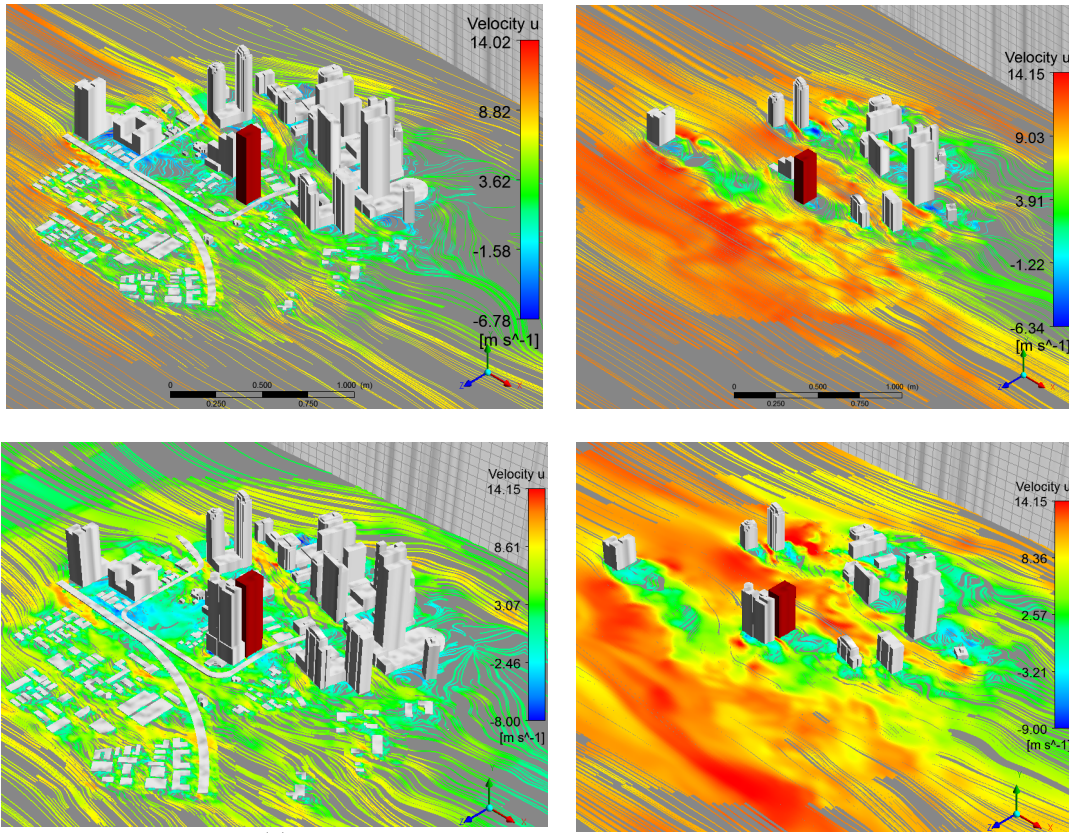 Velocity u
14.02
8.82
3.62
-1.58
-6.78
[m s^-1]
Y
Z
X
0
0.500
1.000
(m)
0.250
0.750
Velocity u
14.15
9.03
3.91
-1.22
-6.34
[m s^-1]
Y
Z
X
0
0.500
1.000
(m)
0.250
0.750
Velocity u
14.15
8.61
3.07
-2.46
-8.00
[m s^-1]
Y
Z
X
Velocity u
14.15
8.36
2.57
-3.21
-9.00
[m s^-1]
Y
Z
X